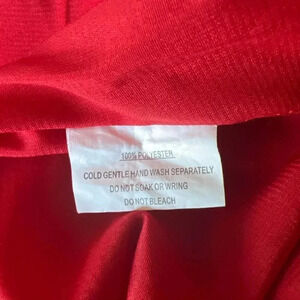 100% POLYESTER
COLD GENTLE HAND WASH SEPARATELY
DO NOT SOAK OR WRING
DO NOT BLEACH